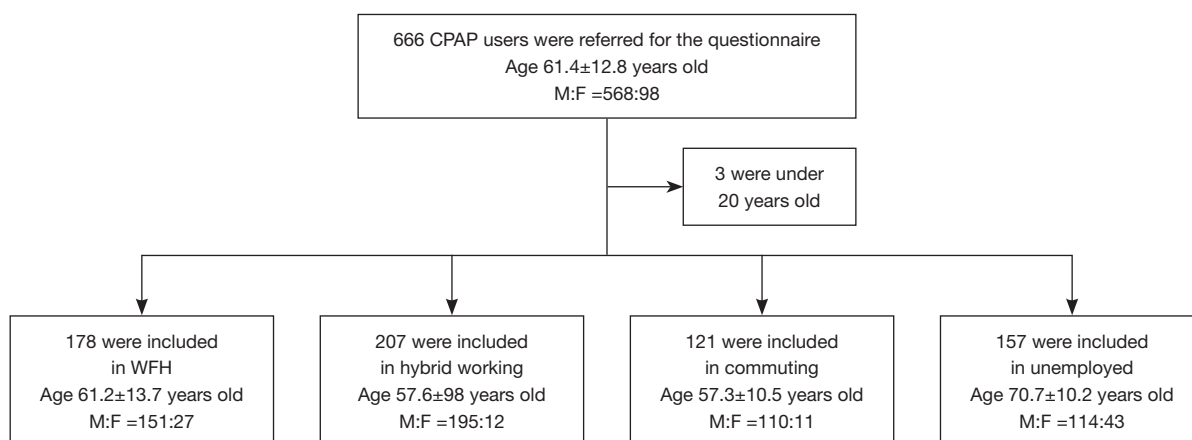 666 CPAP users were referred for the questionnaire
Age 61.4±12.8 years old
M:F =568:98
3 were under
20 years old
178 were included
in WFH
Age 61.2±13.7 years old
M:F =151:27
207 were included
in hybrid working
Age 57.6±98 years old
M:F =195:12
121 were included
in commuting
Age 57.3±10.5 years old
M:F =110:11
157 were included
in unemployed
Age 70.7±10.2 years old
M:F =114:43